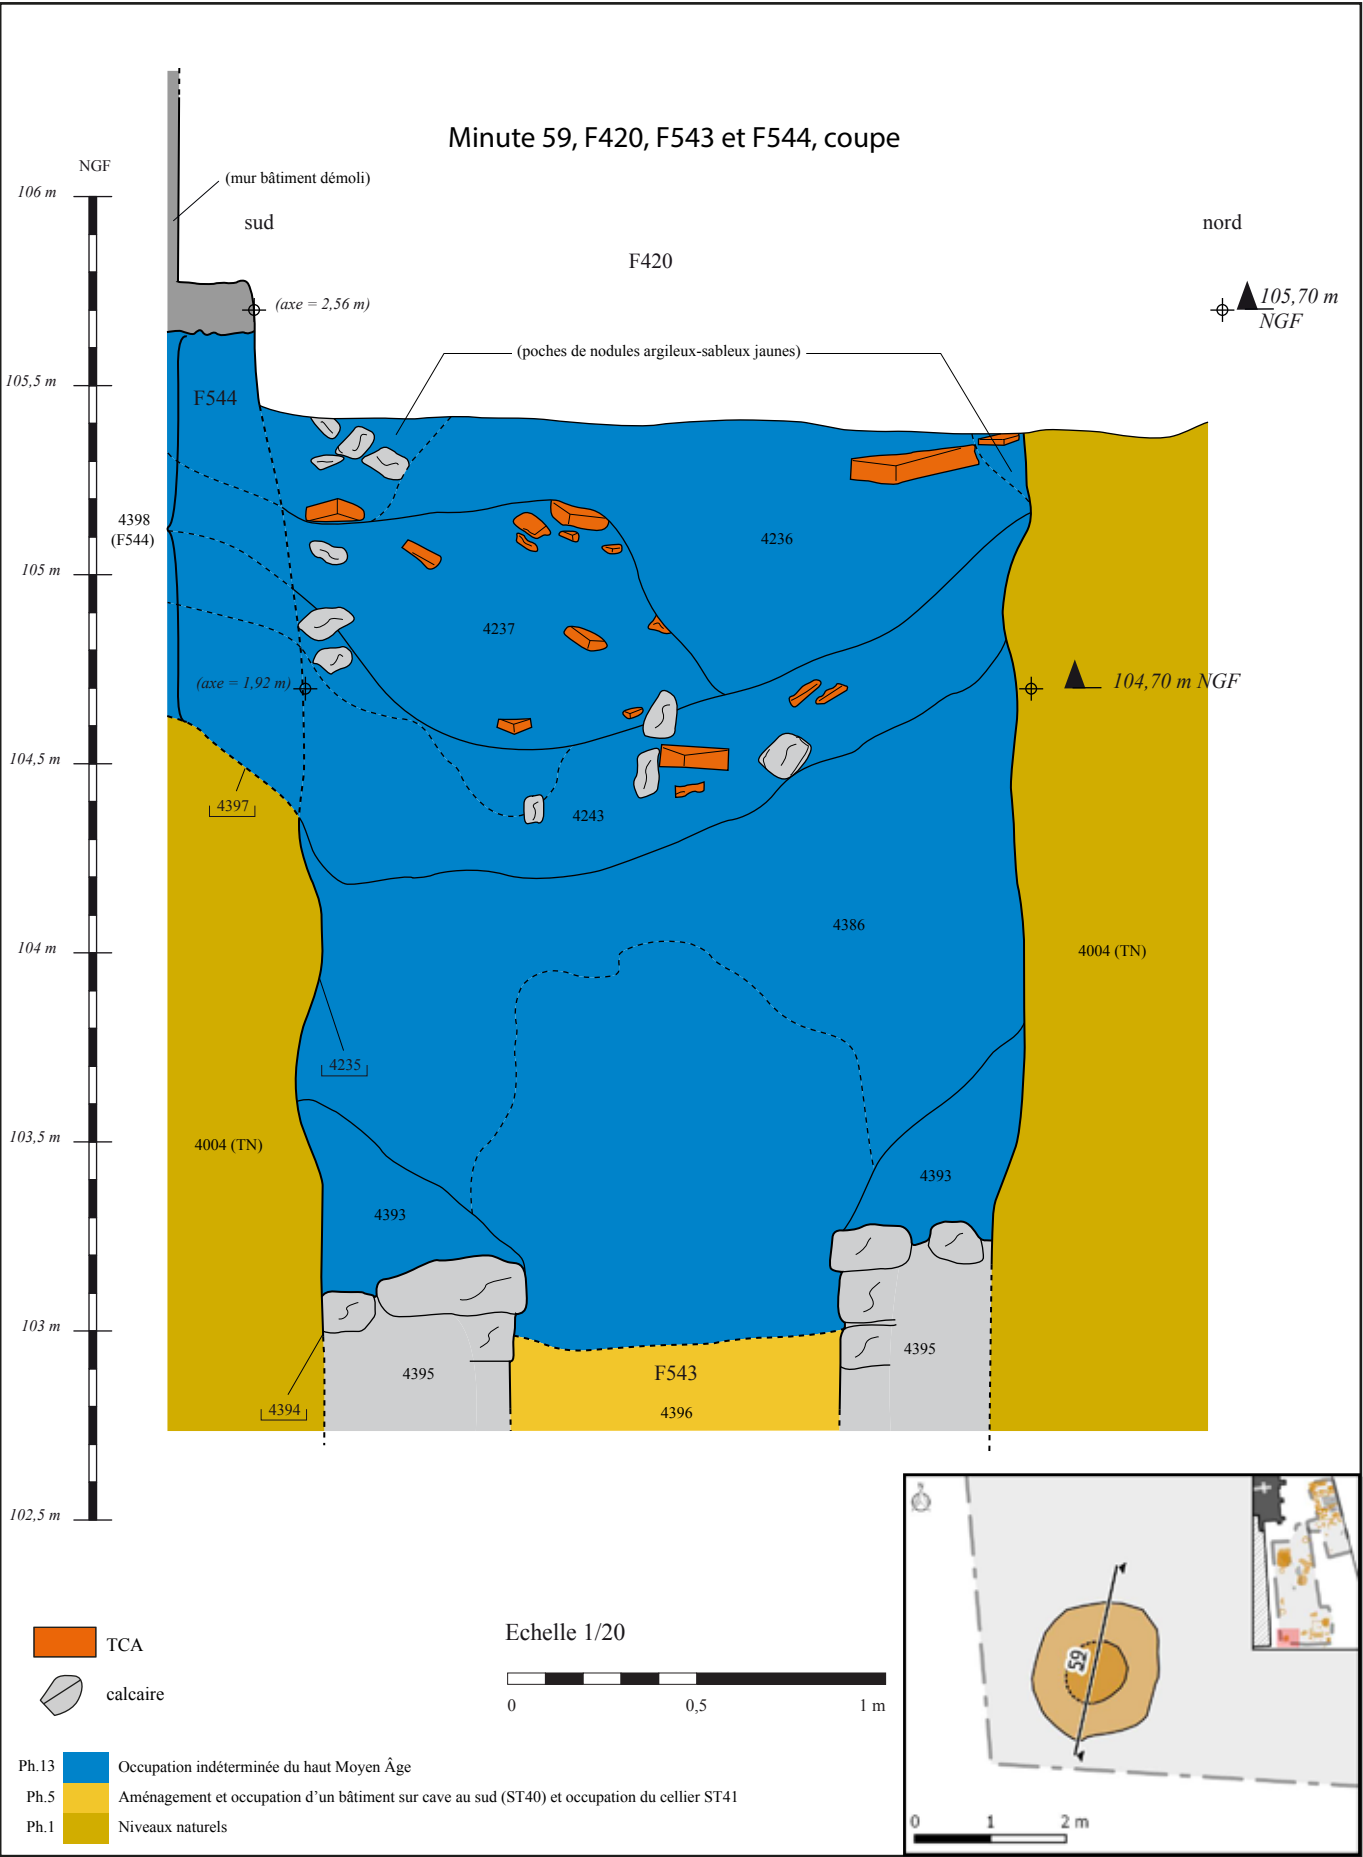 Minute 59, F420, F543 et F544, coupe
NGF
106 m
(mur bâtiment démoli)
sud
nord
F420
(axe = 2,56 m)
105,70 m
NGF
(poches de nodules argileux-sableux jaunes)
105,5 m
F544
4398
(F544)
4236
105 m
4237
(axe = 1,92 m)
104,70 m NGF
104,5 m
4397
4243
4386
104 m
4004 (TN)
4235
103,5 m
4004 (TN)
4393
4393
103 m
4395
F543
4395
4394
4396
102,5 m
N
59
0 1 2 m
TCA
calcaire
Echelle 1/20
0 0,5 1 m
Ph.13 Occupation indéterminée du haut Moyen Âge
Ph.5 Aménagement et occupation d’un bâtiment sur cave au sud (ST40) et occupation du cellier ST41
Ph.1 Niveaux naturels